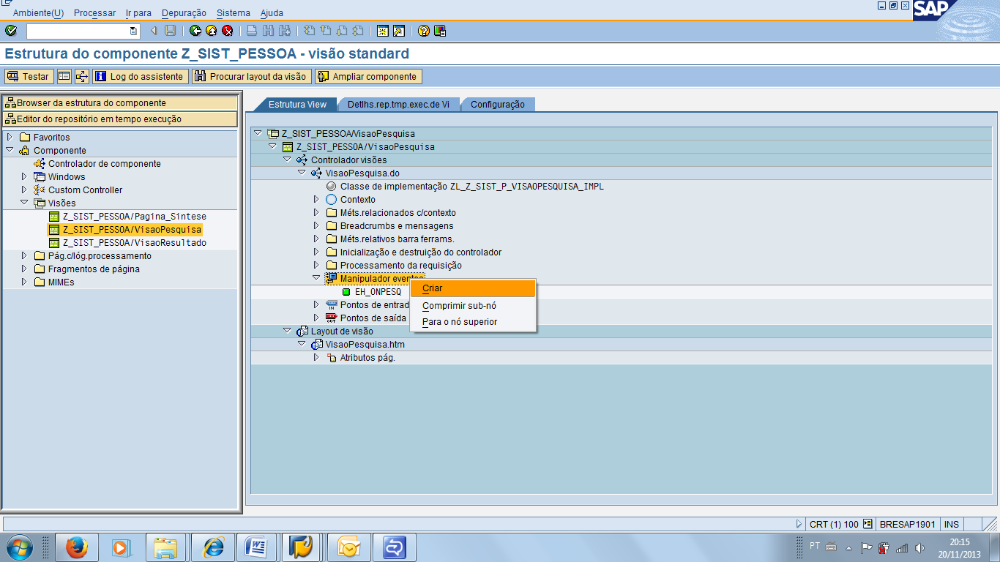 Ambiente(U) Processar Ir para Depuração Sistema Ajuda
SAP
Estrutura do componente Z_SIST_PESSOA - visão standard
Testar Log do assistente Procurar layout da visão Ampliar componente
Browser da estrutura do componente
Editor do repositório em tempo execução
Favoritos
Componente
Controlador de componente
Windows
Custom Controller
Visões
Z_SIST_PESSOA/Pagina_Sintese
Z_SIST_PESSOA/VisaoPesquisa
Z_SIST_PESSOA/VisaoResultado
Pág.c/lóg.processamento
Fragmentos de página
MIMEs
Estrutura View Detlhs.rep.tmp.exec.de Vi Configuração
Z_SIST_PESSOA/VisaoPesquisa
Z_SIST_PESSOA/VisaoPesquisa
Controlador visões
VisaoPesquisa.do
Classe de implementação ZL_Z_SIST_P_VISAOPESQUISA_IMPL
Contexto
Méts.relacionados c/contexto
Breadcrumbs e mensagens
Méts.relativos barra ferrams.
Inicialização e destruição do controlador
Processamento da requisição
Manipulador eventos
EH_ONPESQ
IN Pontos de entrad
OUT Pontos de saída
Layout de visão
VisaoPesquisa.htm
Atributos pág.
Criar
Comprimir sub-nó
Para o nó superior
CRT (1) 100 BRESAP1901 INS
PT 20:15
20/11/2013